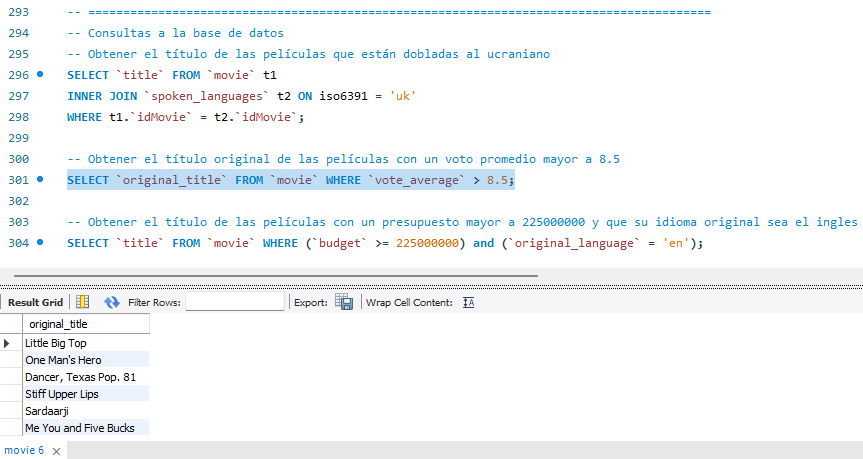 293 -- =====================================================================================
294 -- Consultas a la base de datos
295 -- Obtener el título de las películas que están dobladas al ucraniano
296 SELECT `title` FROM `movie` t1
297 INNER JOIN `spoken_languages` t2 ON iso6391 = 'uk'
298 WHERE t1.`idMovie` = t2.`idMovie`;
299
300 -- Obtener el título original de las películas con un voto promedio mayor a 8.5
301 SELECT `original_title` FROM `movie` WHERE `vote_average` > 8.5;
302
303 -- Obtener el título de las películas con un presupuesto mayor a 225000000 y que su idioma original sea el ingles
304 SELECT `title` FROM `movie` WHERE (`budget` >= 225000000) and (`original_language` = 'en');
Result Grid Filter Rows: Export: Wrap Cell Content:
original_title
Little Big Top
One Man's Hero
Dancer, Texas Pop. 81
Stiff Upper Lips
Sardaarji
Me You and Five Bucks
movie 6